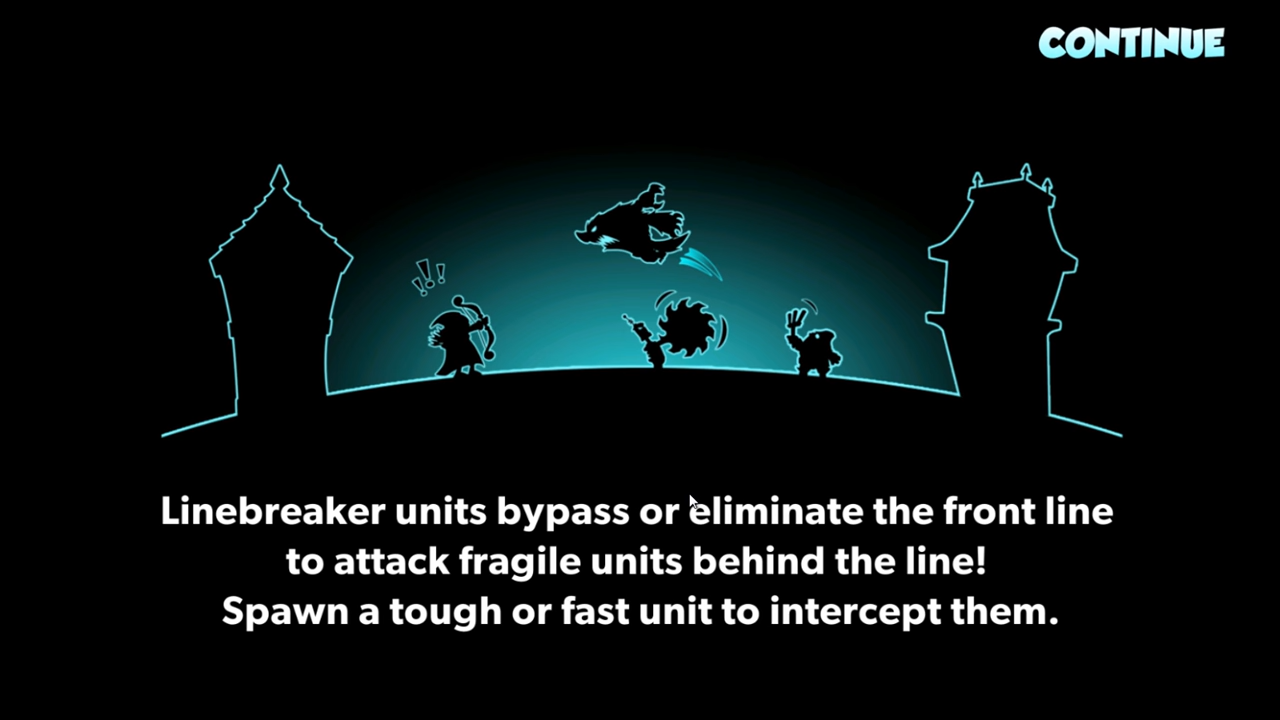 CONTINUE
Linebreaker units bypass or eliminate the front line
to attack fragile units behind the line!
Spawn a tough or fast unit to intercept them.